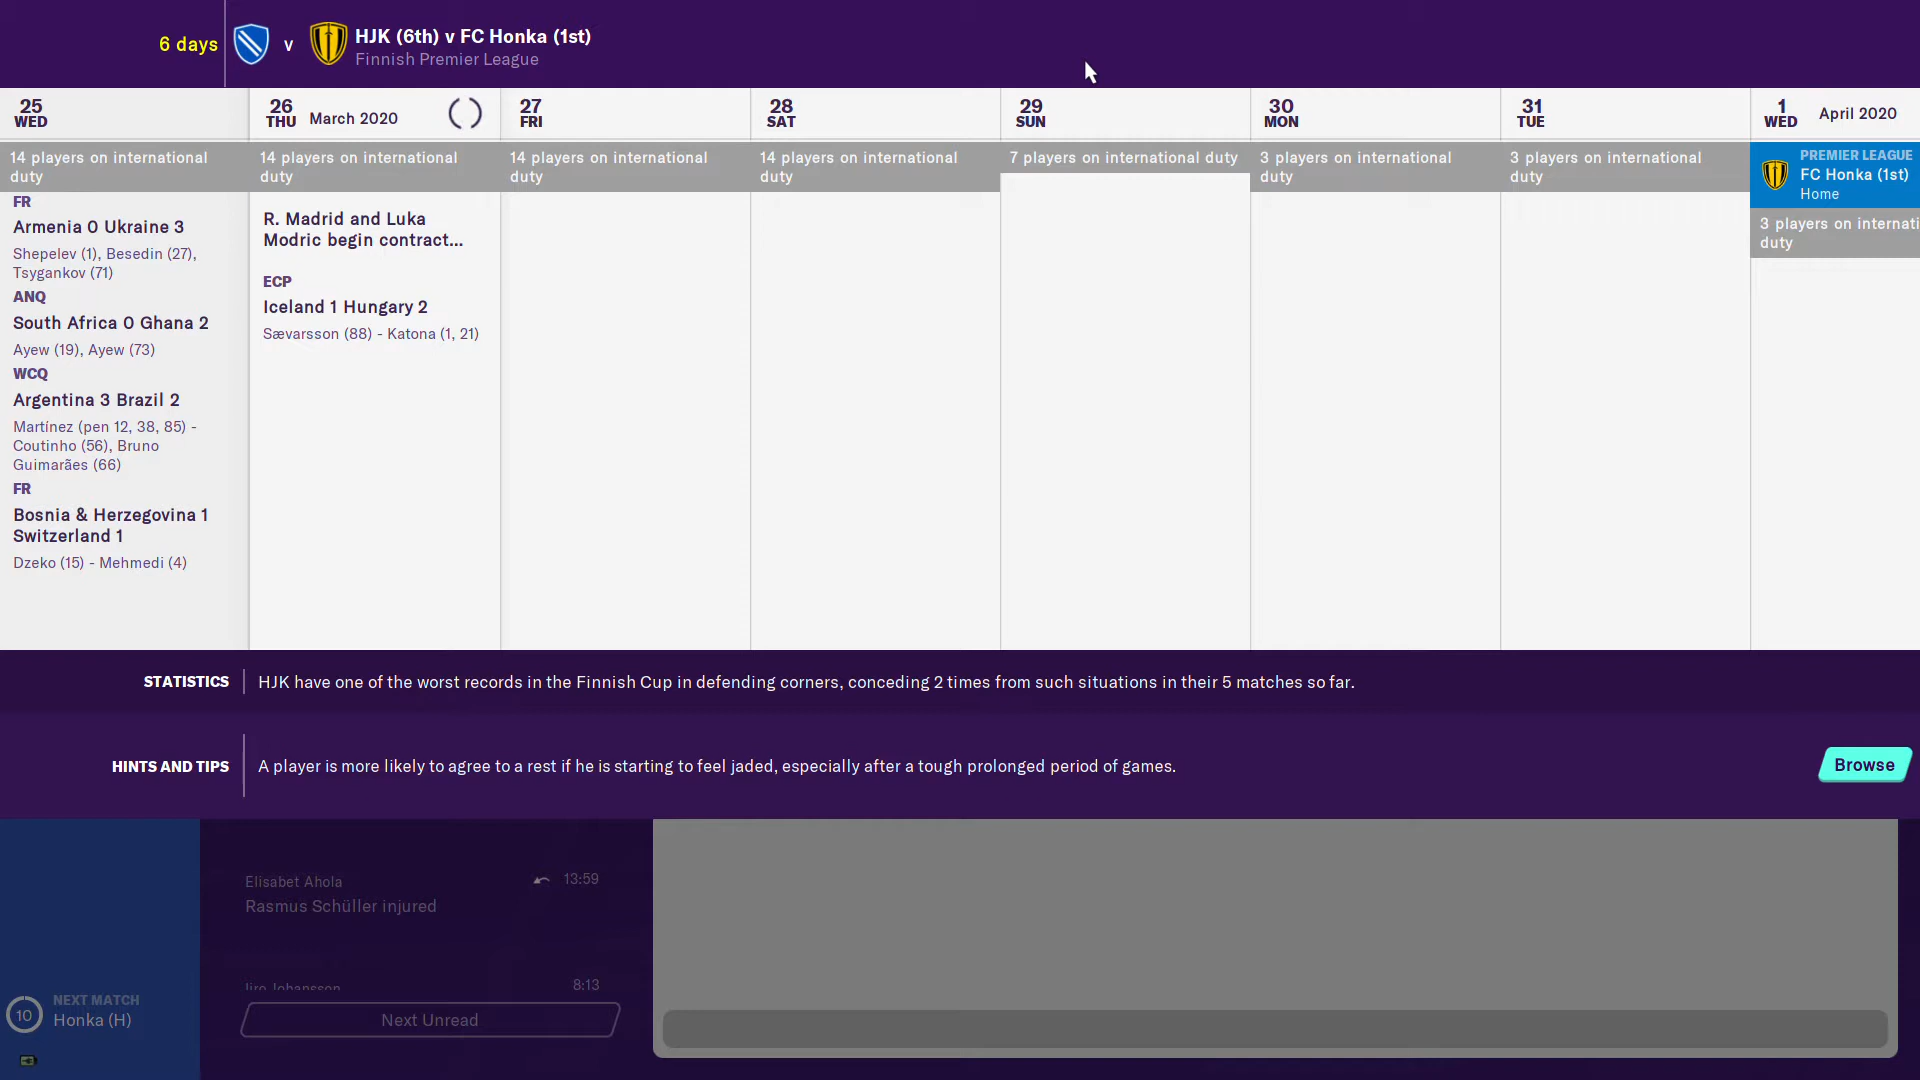 6 days
v
HJK (6th) v FC Honka (1st)
Finnish Premier League
25
WED
26
THU March 2020
27
FRI
28
SAT
29
SUN
30
MON
31
TUE
1
WED April 2020
14 players on international
duty
FR
Armenia 0 Ukraine 3
Shepelev (1), Besedin (27),
Tsygankov (71)
ANQ
South Africa 0 Ghana 2
Ayew (19), Ayew (73)
WCQ
Argentina 3 Brazil 2
Martínez (pen 12, 38, 85) -
Coutinho (56), Bruno
Guimarães (66)
FR
Bosnia & Herzegovina 1
Switzerland 1
Dzeko (15) - Mehmedi (4)
14 players on international
duty
R. Madrid and Luka
Modric begin contract...
ECP
Iceland 1 Hungary 2
Sævarsson (88) - Katona (1, 21)
14 players on international
duty
14 players on international
duty
7 players on international duty
3 players on international
duty
3 players on international
duty
PREMIER LEAGUE
FC Honka (1st)
Home
3 players on internati
duty
STATISTICS
HJK have one of the worst records in the Finnish Cup in defending corners, conceding 2 times from such situations in their 5 matches so far.
HINTS AND TIPS
A player is more likely to agree to a rest if he is starting to feel jaded, especially after a tough prolonged period of games.
Browse
Elisabet Ahola 13:59
Rasmus Schüller injured
Iiro Johansson 8:13
Next Unread
10
NEXT MATCH
Honka (H)